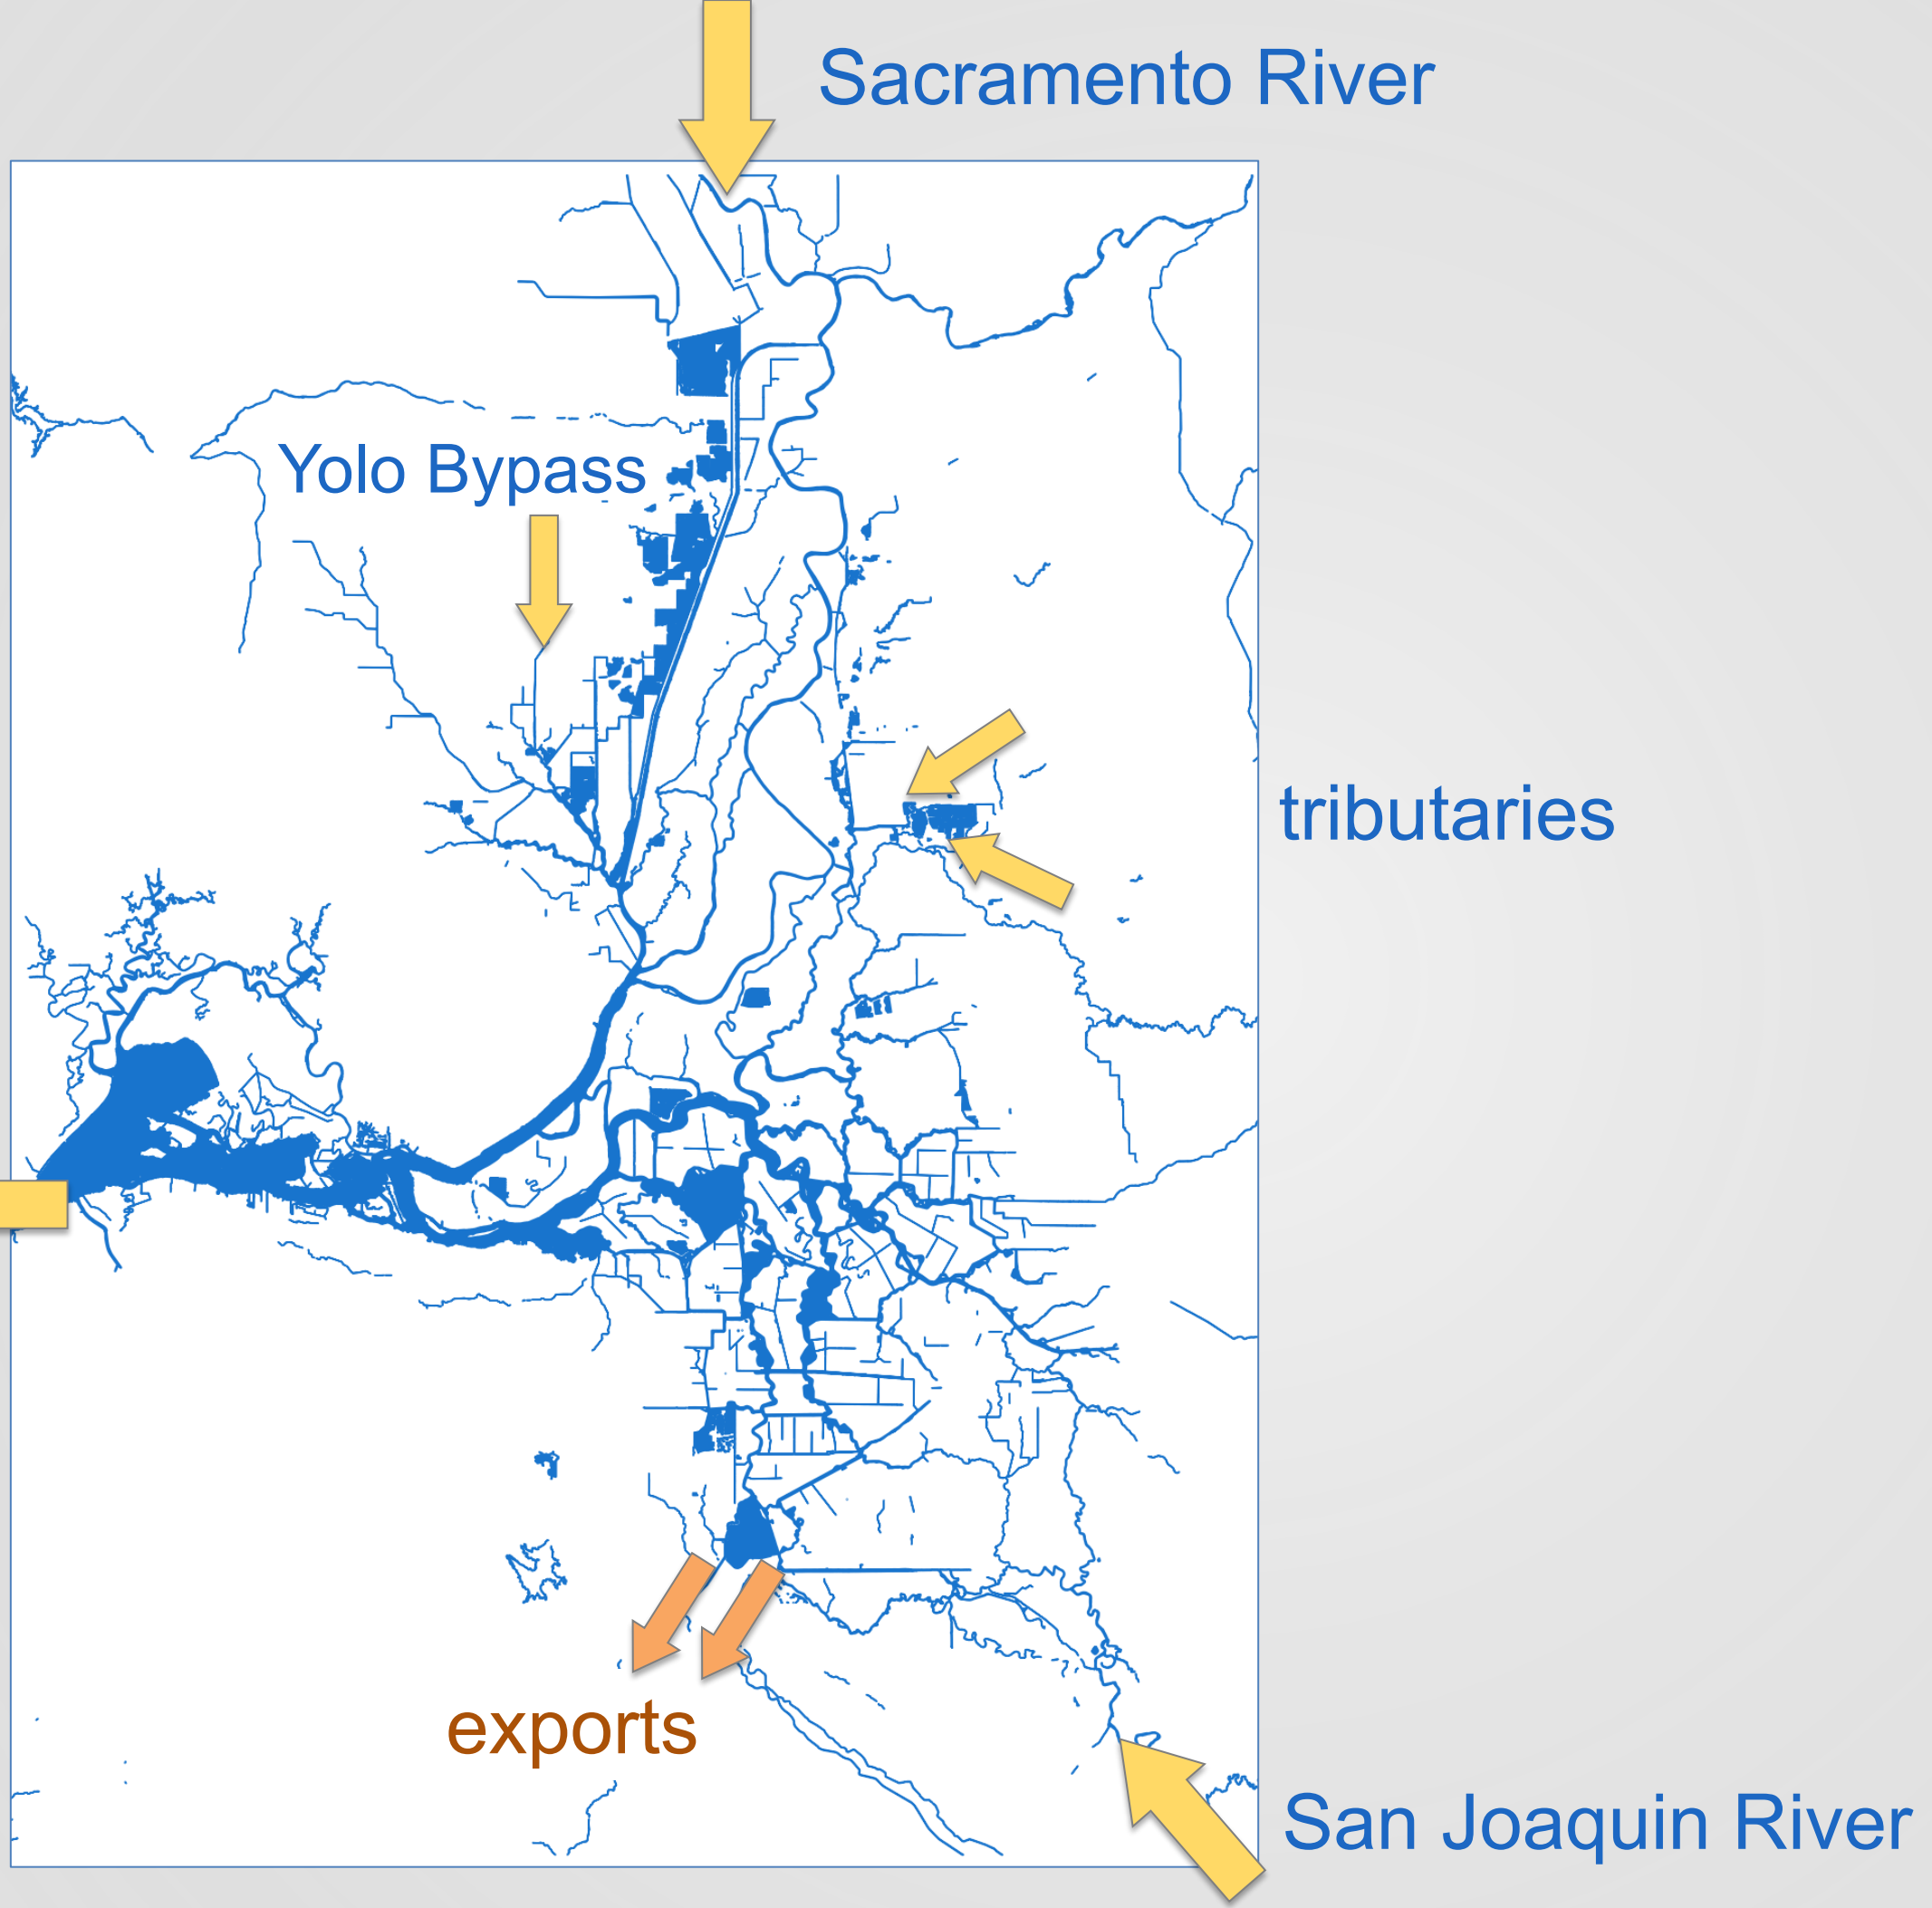 Sacramento River
Yolo Bypass
tributaries
exports
San Joaquin River